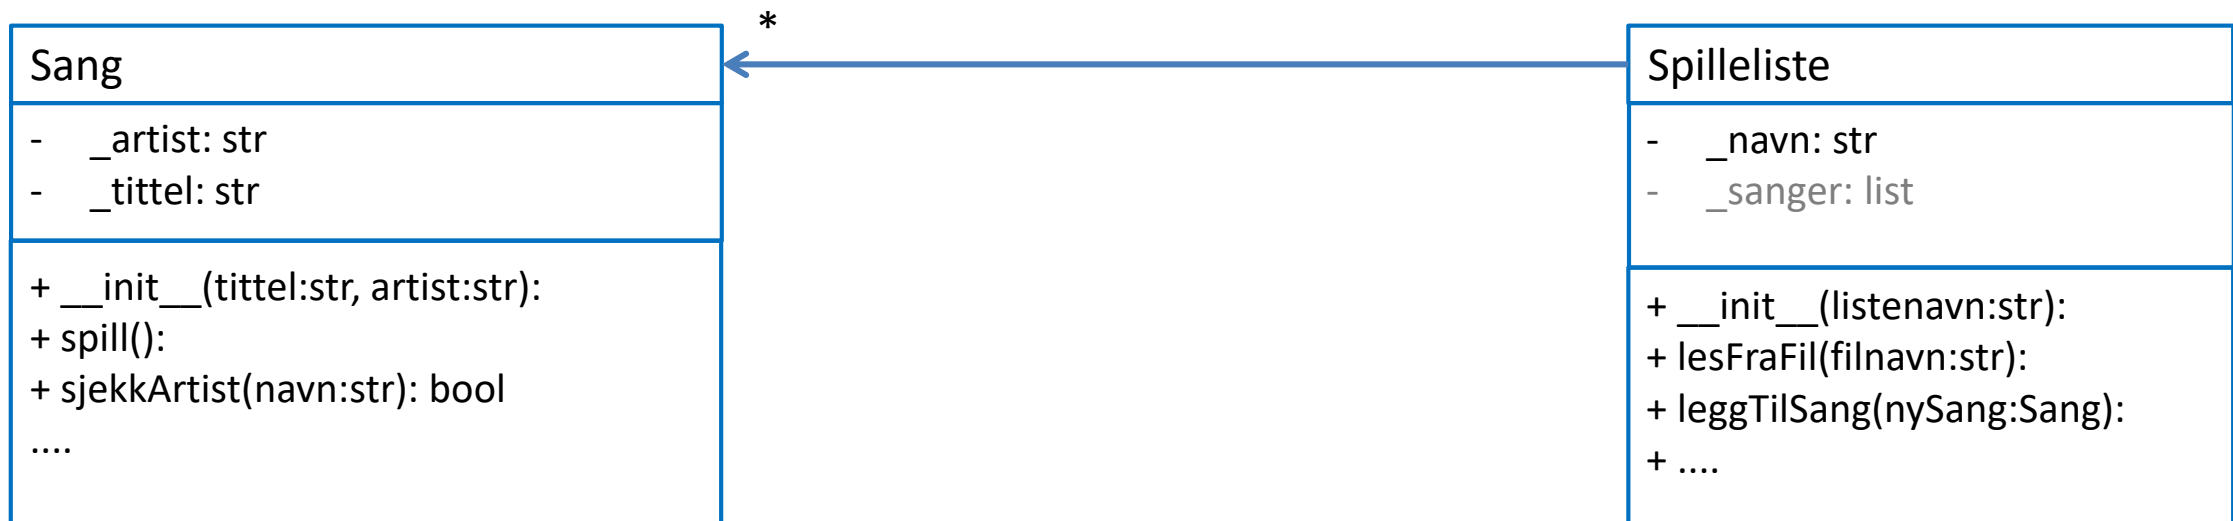 *
Sang
- _artist: str
- _tittel: str
+ __init__(tittel:str, artist:str):
+ spill():
+ sjekkArtist(navn:str): bool
....
Spilleliste
- _navn: str
- _sanger: list
+ __init__(listenavn:str):
+ lesFraFil(filnavn:str):
+ leggTilSang(nySang:Sang):
+ ....